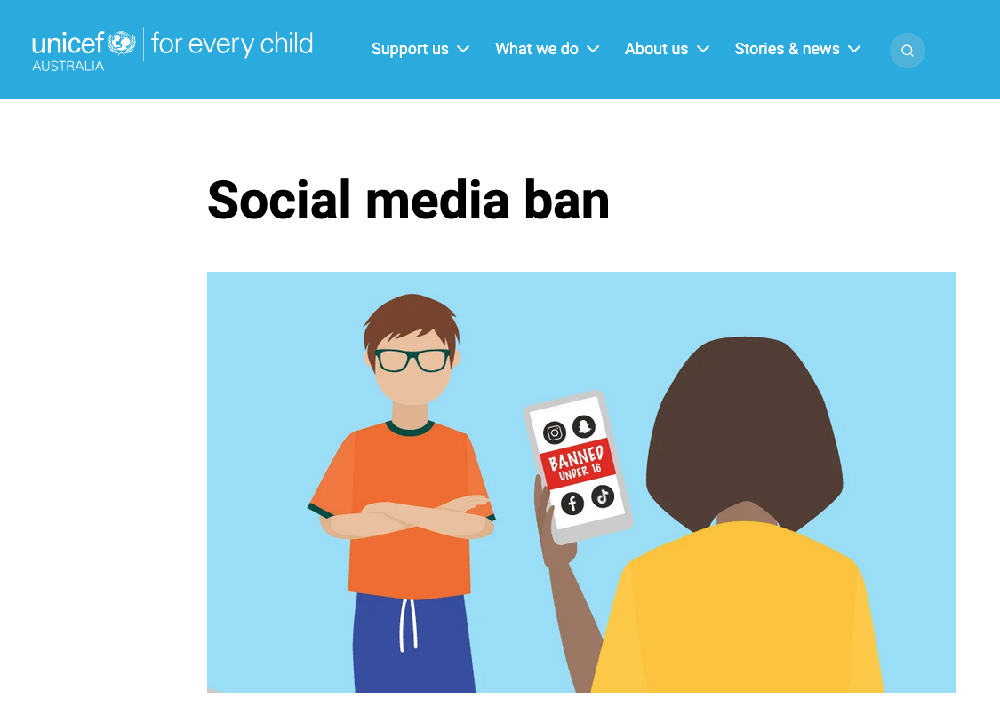 unicef for every child
AUSTRALIA
Support us What we do About us Stories & news
Social media ban
BANNED
UNDER 16